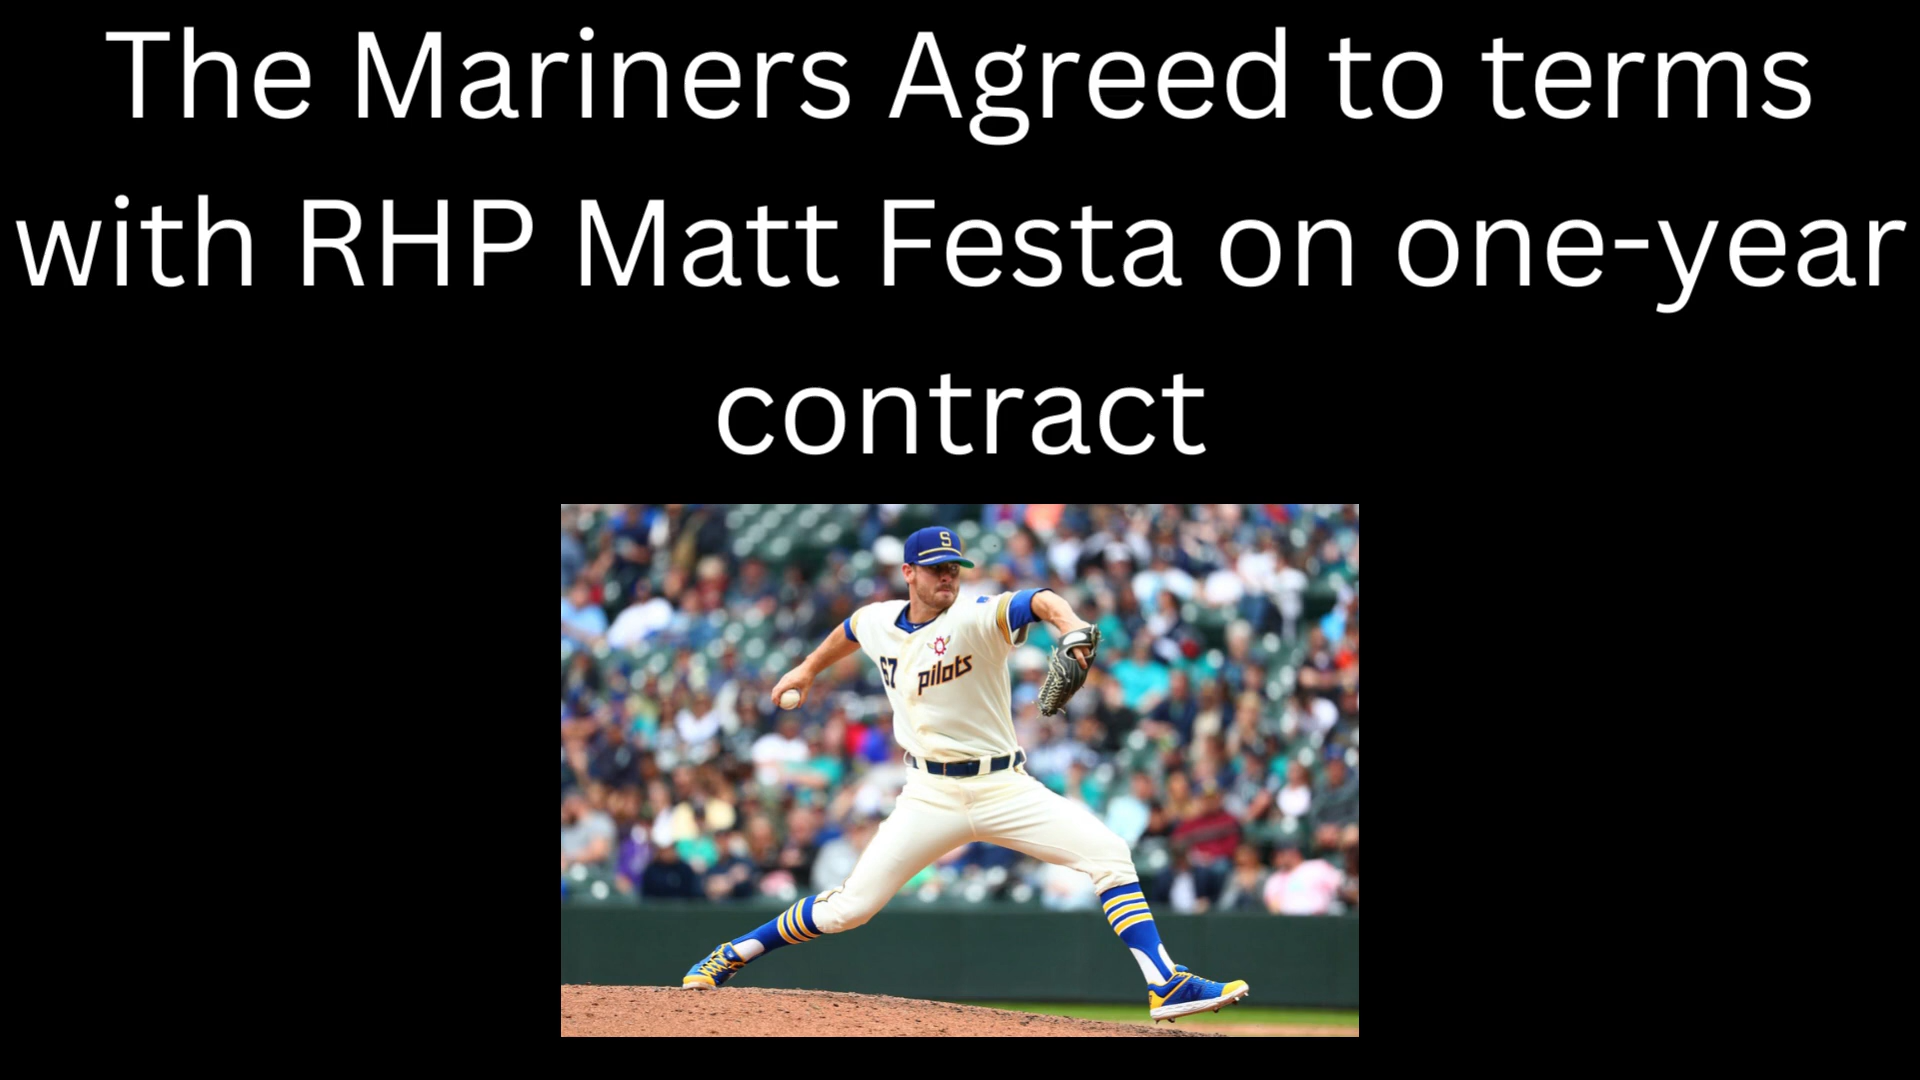 The Mariners Agreed to terms
with RHP Matt Festa on one-year
contract
S
67
pilots